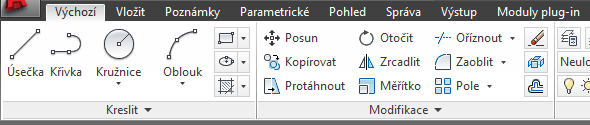 Výchozí Vložit Poznámky Parametrické Pohled Správa Výstup Moduly plug-in
Posun Otočit Oříznout
Úsečka Křivka Kružnice Oblouk Kopírovat Zrcadlit Zaoblit
Protáhnout Měřítko Pole
Kreslit Modifikace